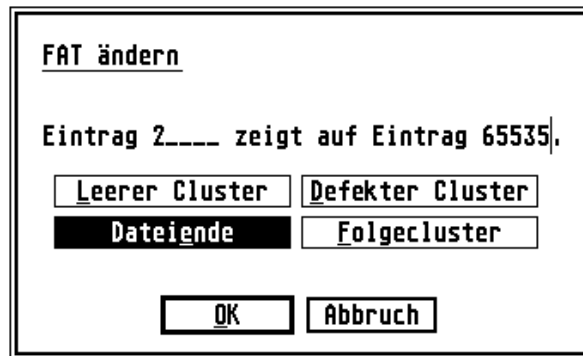 FAT ändern
Eintrag 2____ zeigt auf Eintrag 65535.
Leerer Cluster Defekter Cluster
Dateiende Folgecluster
OK Abbruch